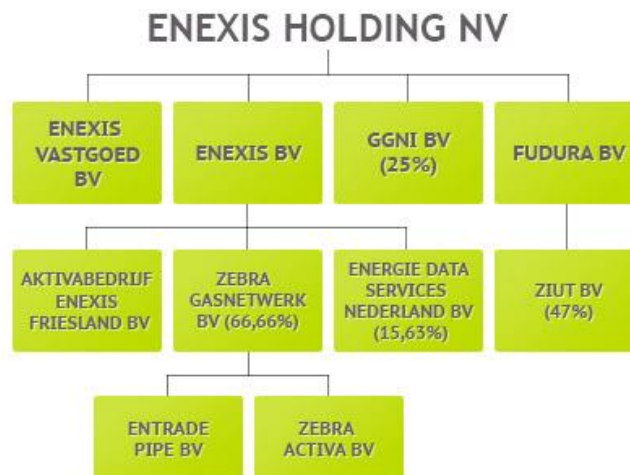 ENEXIS HOLDING NV
ENEXIS
VASTGOED
BV
ENEXIS BV
GGNI BV
(25%)
FUDURA BV
AKTIVABEDRIJF
ENEXIS
FRIESLAND BV
ZEBRA
GASNETWERK
BV (66,66%)
ENERGIE DATA
SERVICES
NEDERLAND BV
(15,63%)
ZIUT BV
(47%)
ENTRADE
PIPE BV
ZEBRA
ACTIVA BV